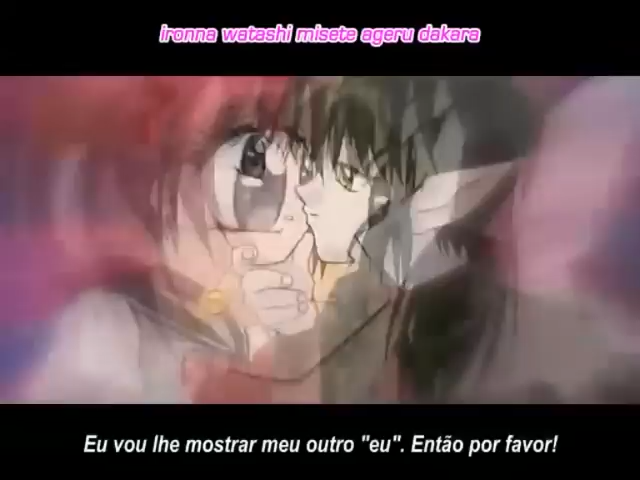 ironna watashi misete ageru dakara
Eu vou lhe mostrar meu outro "eu". Então por favor!